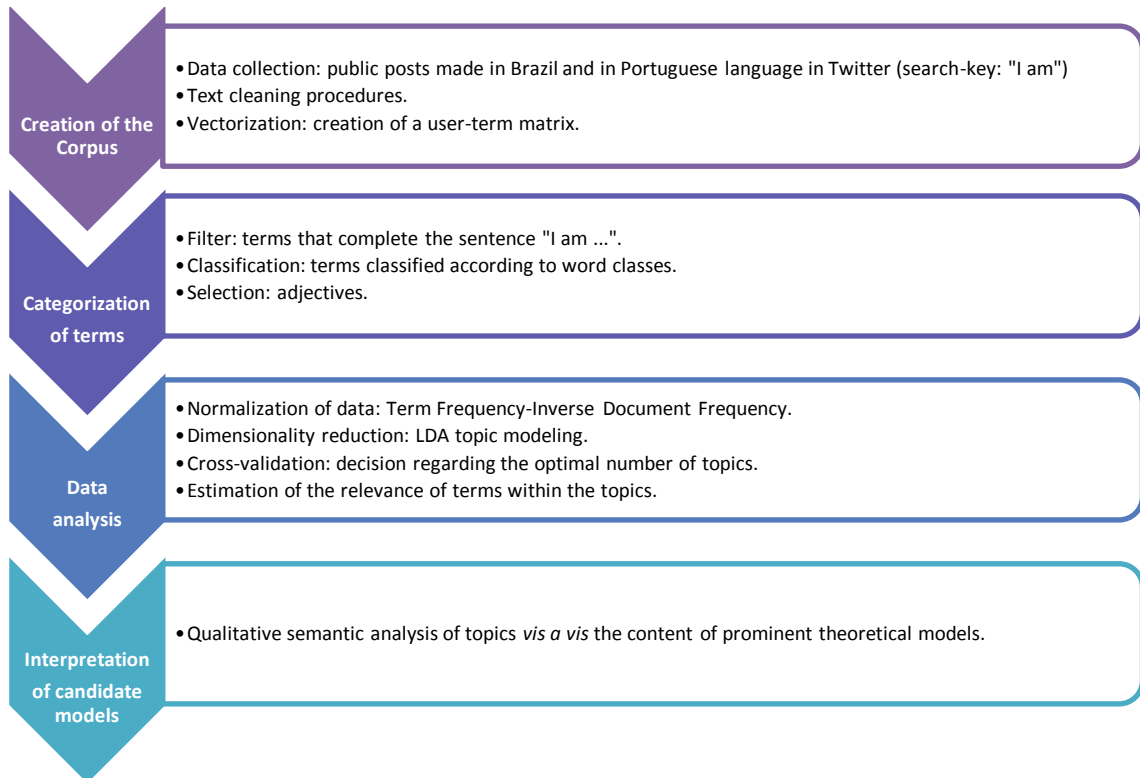 Creation of the
Corpus
•Data collection: public posts made in Brazil and in Portuguese language in Twitter (search-key: "I am")
•Text cleaning procedures.
•Vectorization: creation of a user-term matrix.
Categorization
of terms
•Filter: terms that complete the sentence "I am ...".
•Classification: terms classified according to word classes.
•Selection: adjectives.
Data
analysis
•Normalization of data: Term Frequency-Inverse Document Frequency.
•Dimensionality reduction: LDA topic modeling.
•Cross-validation: decision regarding the optimal number of topics.
•Estimation of the relevance of terms within the topics.
Interpretation
of candidate
models
•Qualitative semantic analysis of topics vis a vis the content of prominent theoretical models.